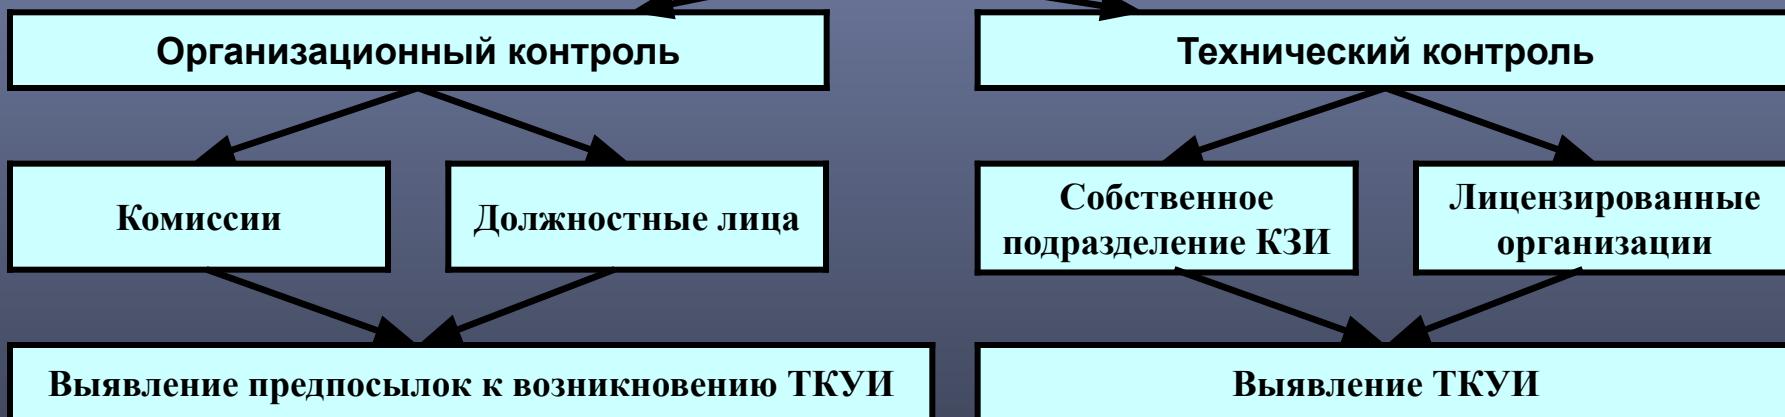 Организационный контроль
Технический контроль
Комиссии
Должностные лица
Собственное
подразделение КЗИ
Лицензированные
организации
Выявление предпосылок к возникновению ТКУИ
Выявление ТКУИ